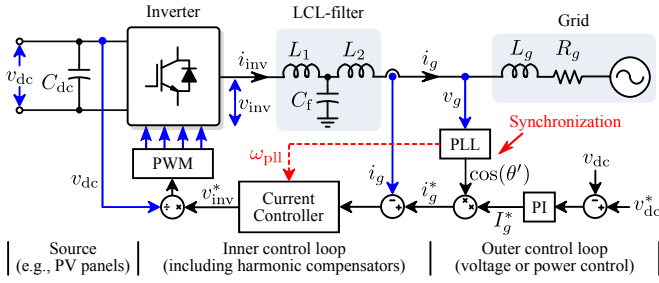 Inverter
LCL-filter
Grid
v_dc
C_dc
i_inv
v_inv
L_1
L_2
C_f
i_g
v_g
L_g
R_g
Synchronization
PWM
ω_pll
PLL
v_dc
v*_inv
Current
Controller
i_g
i*_g
cos(θ')
I*_g
PI
v_dc
v*_dc
÷
×
-
+
×
×
-
+
Source
(e.g., PV panels)
Inner control loop
(including harmonic compensators)
Outer control loop
(voltage or power control)